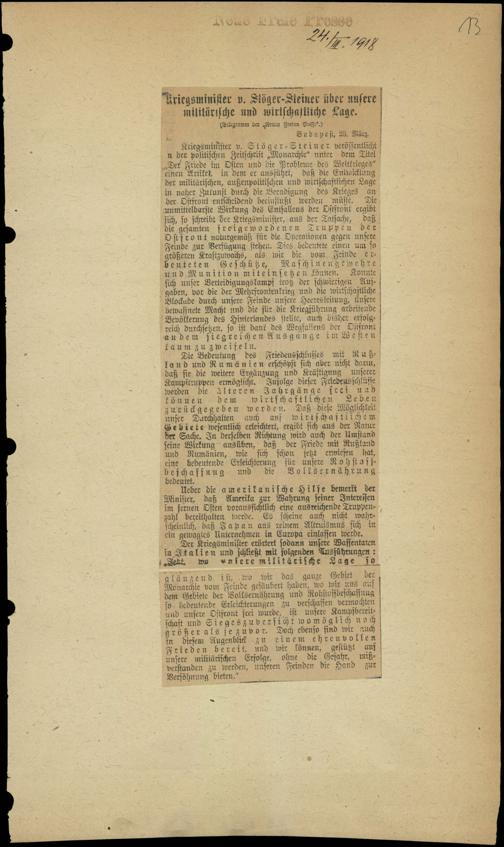 Neue Freie Presse
24./III. 1918
13
Kriegsminister v. Stöger-Steiner über unsere
militärische und wirtschaftliche Lage.
(Telegramm der „Neuen Freien Presse".)
Budapest, 23. März.
Kriegsminister v. Stöger-Steiner veröffentlicht
in der politischen Zeitschrift „Monarchie" unter dem Titel
„Der Friede im Osten und die Probleme des Weltkrieges"
einen Artikel, in dem er ausführt, daß die Entwicklung
der militärischen, außenpolitischen und wirtschaftlichen Lage
in naher Zukunft durch die Beendigung des Krieges an
der Ostfront entscheidend beeinflußt werden müsse. Die
unmittelbarste Wirkung des Entfallens der Ostfront ergibt
sich, so schreibt der Kriegsminister, aus der Tatsache, daß
die gesamten freigewordenen Truppen der
Ostfront naturgemäß für die Operationen gegen unsere
Feinde zur Verfügung stehen. Dies bedeutet einen um so
größeren Kraftzuwachs, als wir die vom Feinde er-
beuteten Geschütze, Maschinengewehre
und Munition miteinsetzen können. Konnte
sich unser Verteidigungskampf trotz der schwierigen Auf-
gaben, vor die der Mehrfrontenkrieg und die wirtschaftliche
Blockade durch unsere Feinde unsere Heeresleitung, unsere
bewaffnete Macht und die für die Kriegführung arbeitende
Bevölkerung des Hinterlandes stellte, auch bisher erfolg-
reich durchsetzen, so ist dank des Wegfallens der Ostfront
an dem siegreichen Ausgange im Westen
kaum zu zweifeln.
Die Bedeutung des Friedensschlusses mit Ruß-
land und Rumänien erschöpft sich aber nicht darin,
daß sie die weitere Ergänzung und Kräftigung unserer
Kampftruppen ermöglicht. Infolge dieser Friedensschlüsse
werden die älteren Jahrgänge frei und
können dem wirtschaftlichen Leben
zurückgegeben werden. Daß diese Möglichkeit
unser Durchhalten auch auf wirtschaftlichem
Gebiete wesentlich erleichtert, ergibt sich aus der Natur
der Sache. In derselben Richtung wird auch der Umstand
seine Wirkung ausüben, daß der Friede mit Rußland
und Rumänien, wie sich schon jetzt erwiesen hat,
eine bedeutende Erleichterung für unsere Rohstoff-
beschaffung und die Volksernährung
bedeutet.
Ueber die amerikanische Hilfe bemerkt der
Minister, daß Amerika zur Wahrung seiner Interessen
im fernen Osten voraussichtlich eine ausreichende Truppen-
zahl bereithalten werde. Es scheine auch nicht wahr-
scheinlich, daß Japan aus reinem Altruismus sich in
ein gewagtes Unternehmen in Europa einlassen werde.
Der Kriegsminister erörtert sodann unsere Waffentaten
in Italien und schließt mit folgenden Ausführungen:
„Jetzt, wo unsere militärische Lage so
glänzend ist, wo wir das ganze Gebiet der
Monarchie vom Feinde gesäubert haben, wo wir uns auf
dem Gebiete der Volksernährung und Rohstoffbeschaffung
so bedeutende Erleichterungen zu verschaffen vermochten
und unsere Ostfront frei wurde, ist unsere Kampfberei-
schaft und Siegeszuversicht womöglich noch
größer als je zuvor. Doch ebenso sind wir auch
in diesem Augenblick zu einem ehrenvollen
Frieden bereit, und wir können, gestützt auf
unsere militärischen Erfolge, ohne die Gefahr, miß-
verstanden zu werden, unseren Feinden die Hand zur
Versöhnung bieten."